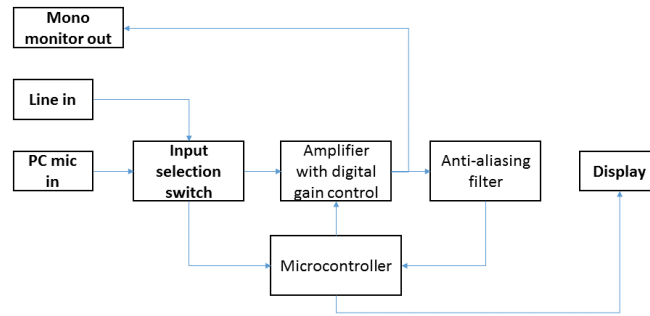 Mono
monitor out
Line in
PC mic
in
Input
selection
switch
Amplifier
with digital
gain control
Anti-aliasing
filter
Display
Microcontroller